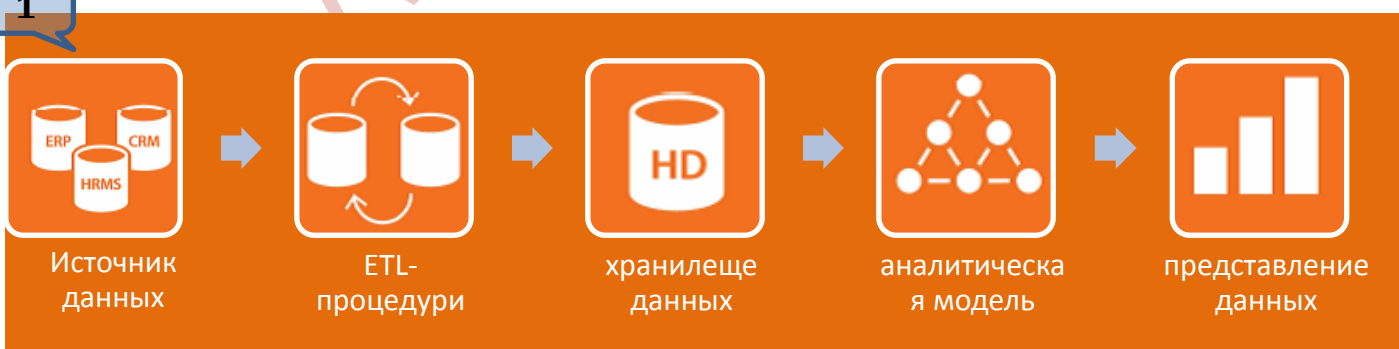 1
ERP
CRM
HRMS
HD
Источник
данных
ETL-
процедури
хранилеще
данных
аналитическа
я модель
представление
данных